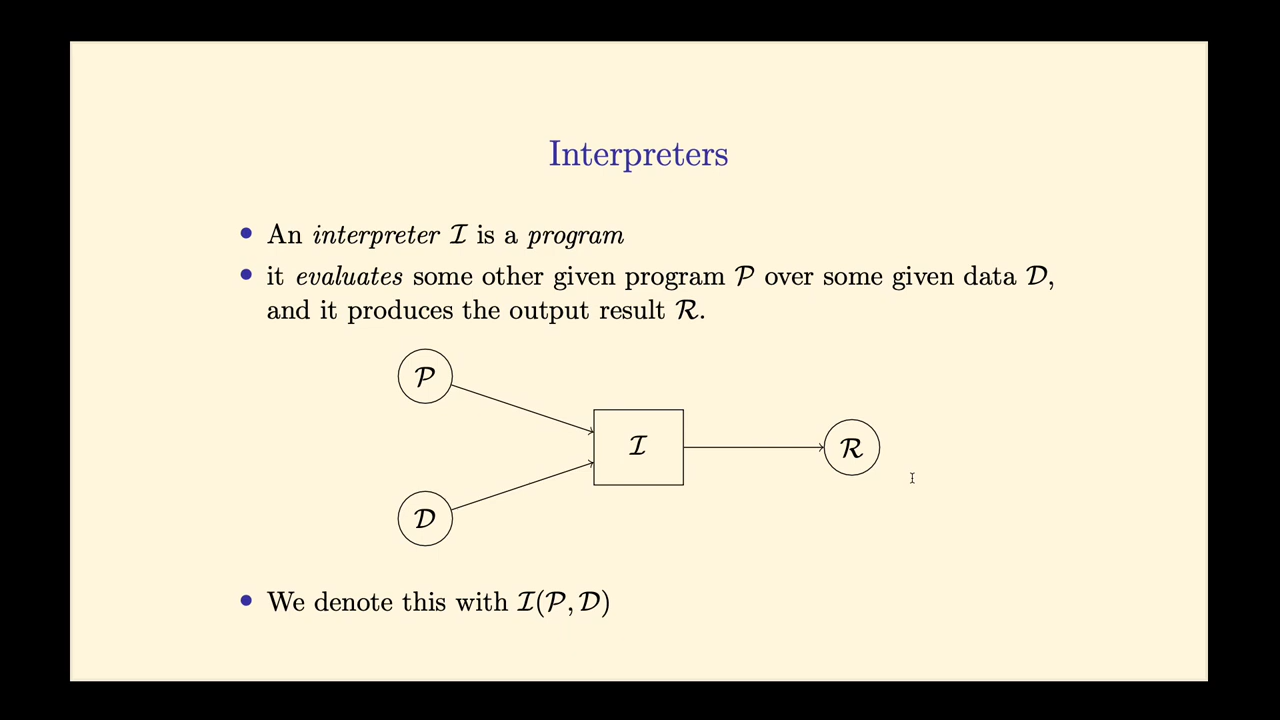 Interpreters
• An interpreter ℐ is a program
• it evaluates some other given program 𝒫 over some given data 𝒟,
and it produces the output result ℛ.
𝒫
ℐ
ℛ
𝒟
• We denote this with ℐ(𝒫, 𝒟)